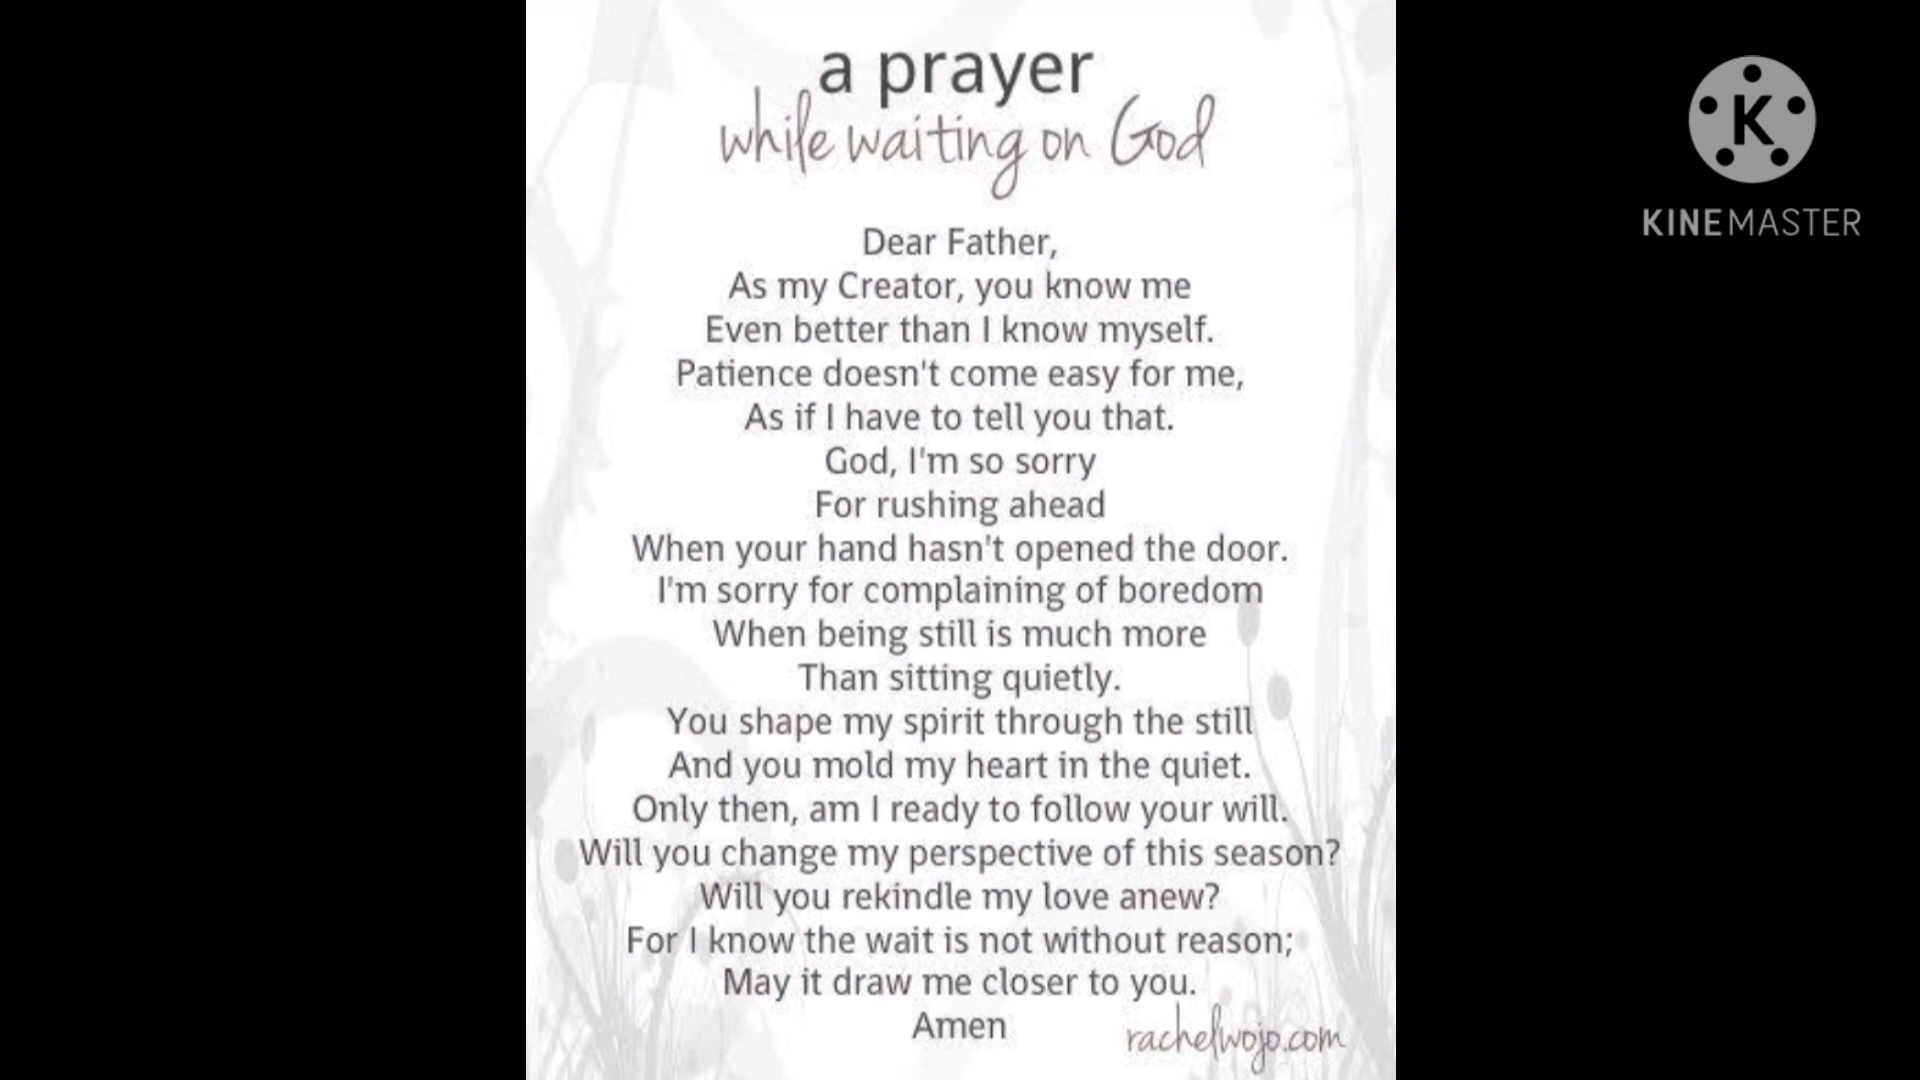 a prayer
while waiting on God
Dear Father,
As my Creator, you know me
Even better than I know myself.
Patience doesn't come easy for me,
As if I have to tell you that.
God, I'm so sorry
For rushing ahead
When your hand hasn't opened the door.
I'm sorry for complaining of boredom
When being still is much more
Than sitting quietly.
You shape my spirit through the still
And you mold my heart in the quiet.
Only then, am I ready to follow your will.
Will you change my perspective of this season?
Will you rekindle my love anew?
For I know the wait is not without reason;
May it draw me closer to you.
Amen
rachelwojo.com
K
KINEMASTER